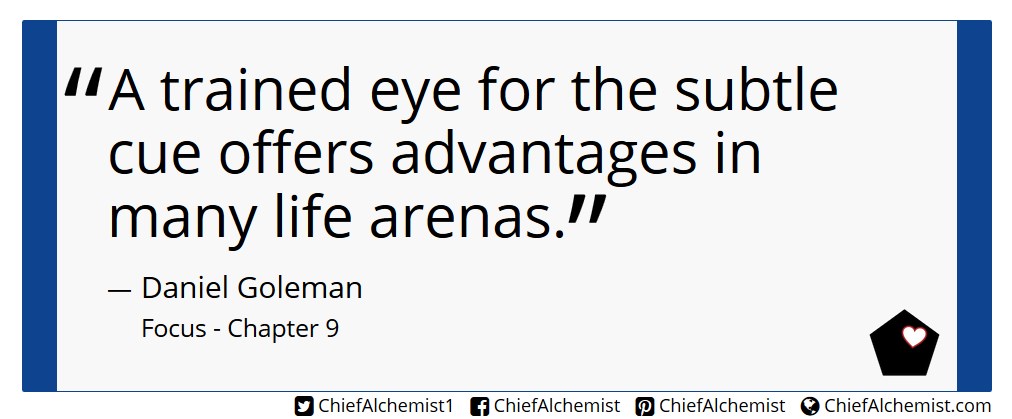 “A trained eye for the subtle
cue offers advantages in
many life arenas.”
— Daniel Goleman
Focus - Chapter 9
ChiefAlchemist1 ChiefAlchemist ChiefAlchemist ChiefAlchemist.com